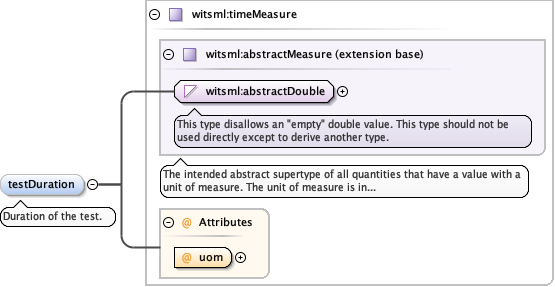 witsml:timeMeasure
witsml:abstractMeasure (extension base)
witsml:abstractDouble
This type disallows an "empty" double value. This type should not be
used directly except to derive another type.
The intended abstract supertype of all quantities that have a value with a
unit of measure. The unit of measure is in...
testDuration
Duration of the test.
@ Attributes
@ uom